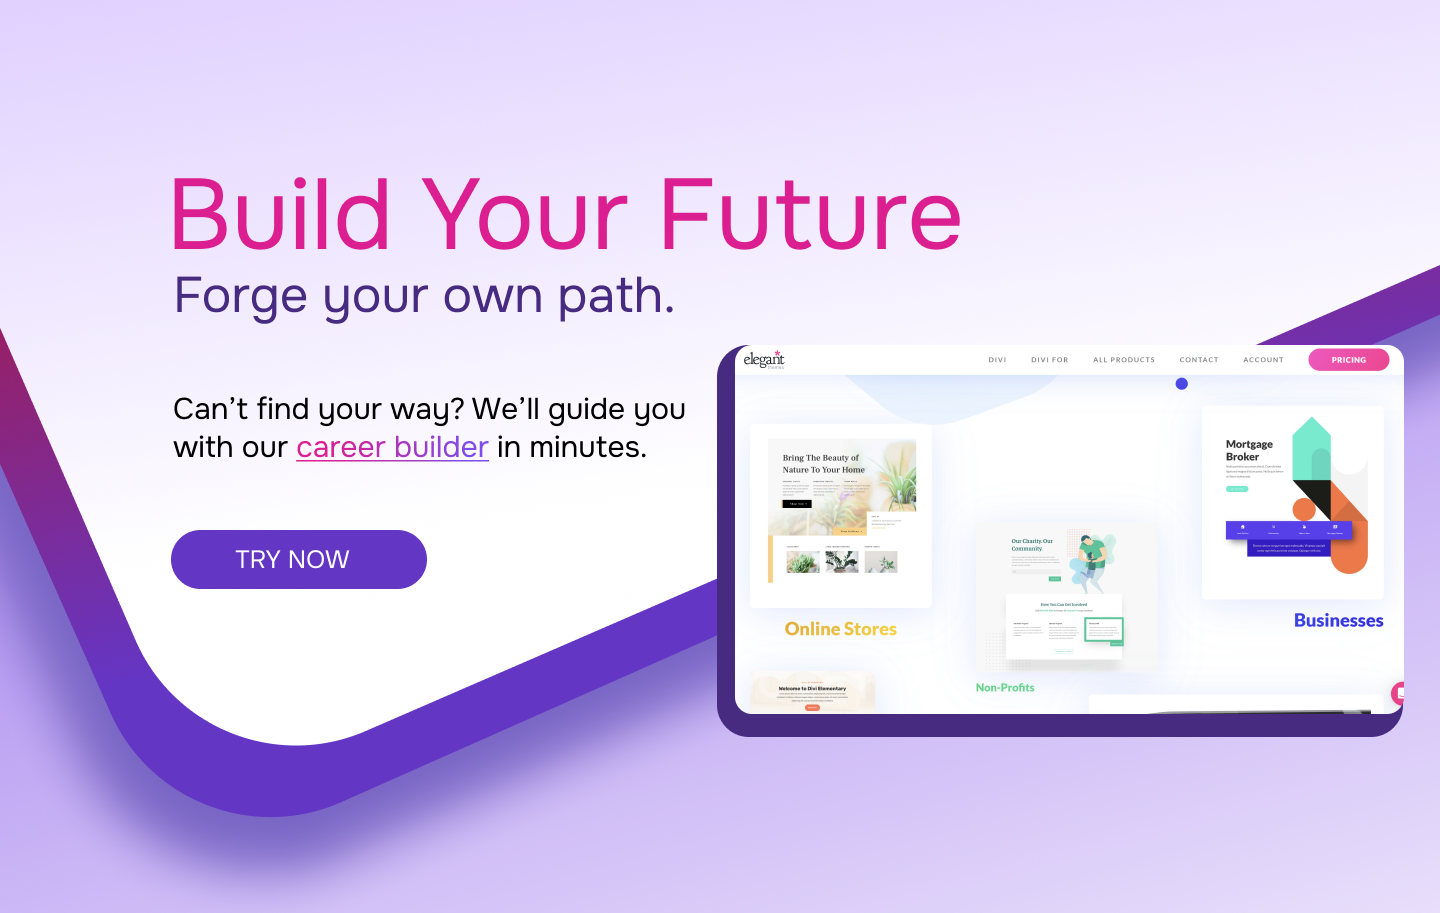 Build Your Future
Forge your own path.
Can’t find your way? We’ll guide you
with our career builder in minutes.
TRY NOW
elegant
themes
DIVI
DIVI FOR
ALL PRODUCTS
CONTACT
ACCOUNT
PRICING
Bring The Beauty of
Nature To Your Home
Online Stores
Our Charity. Our
Community.
How You Can Get Involved
Non-Profits
Mortgage
Broker
Businesses
Welcome to Divi Elementary